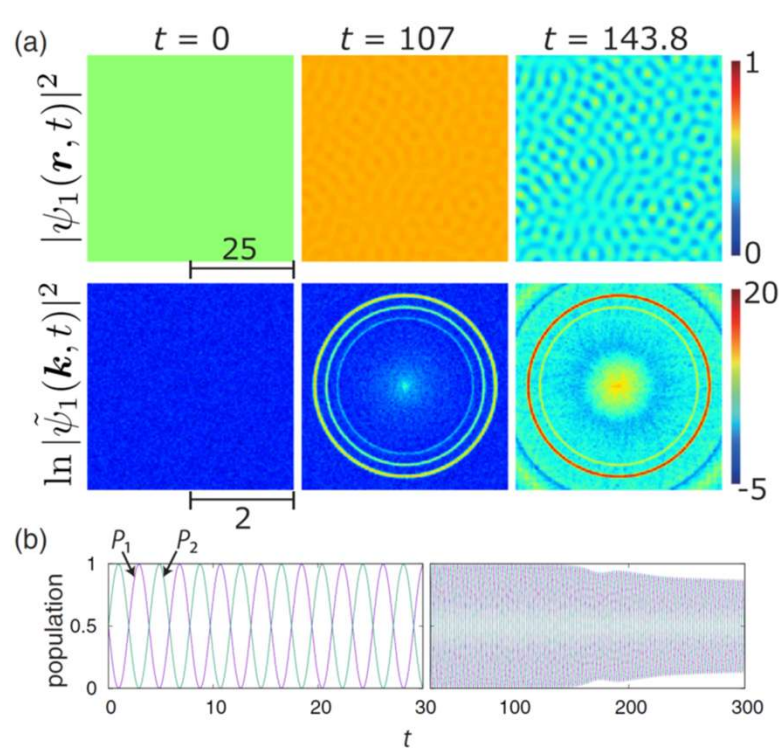 (a) t = 0 t = 107 t = 143.8
|ψ₁(r, t)|² 1
0
25
ln |ψ̃₁(k, t)|² 20
-5
2
(b) P₁ P₂
population 1
0.5
0
0 10 20 30 100 200 300
t